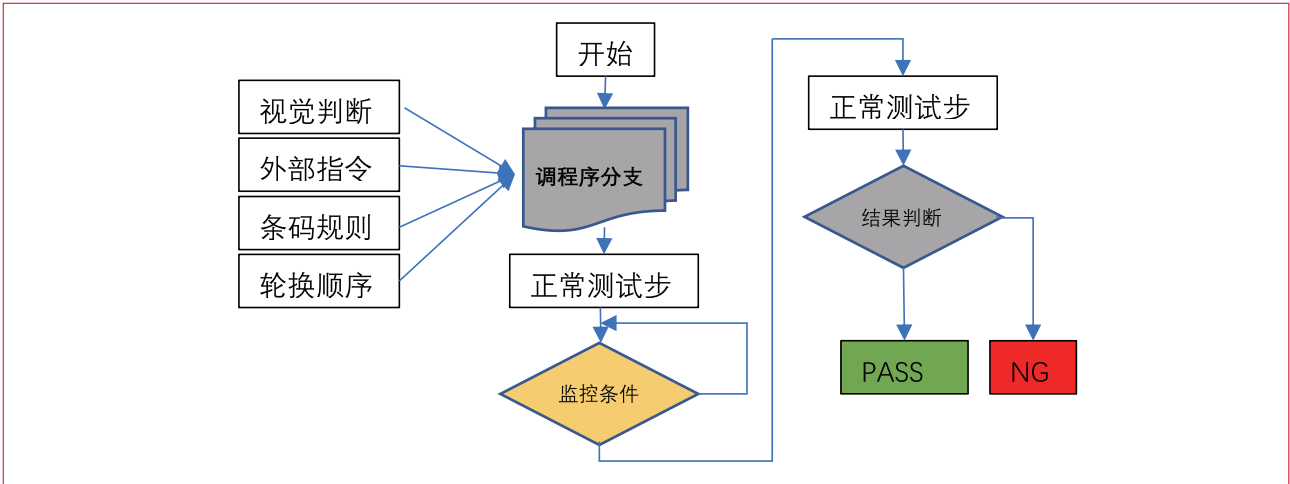 开始
视觉判断
外部指令
条码规则
轮换顺序
调程序分支
正常测试步
监控条件
正常测试步
结果判断
PASS
NG